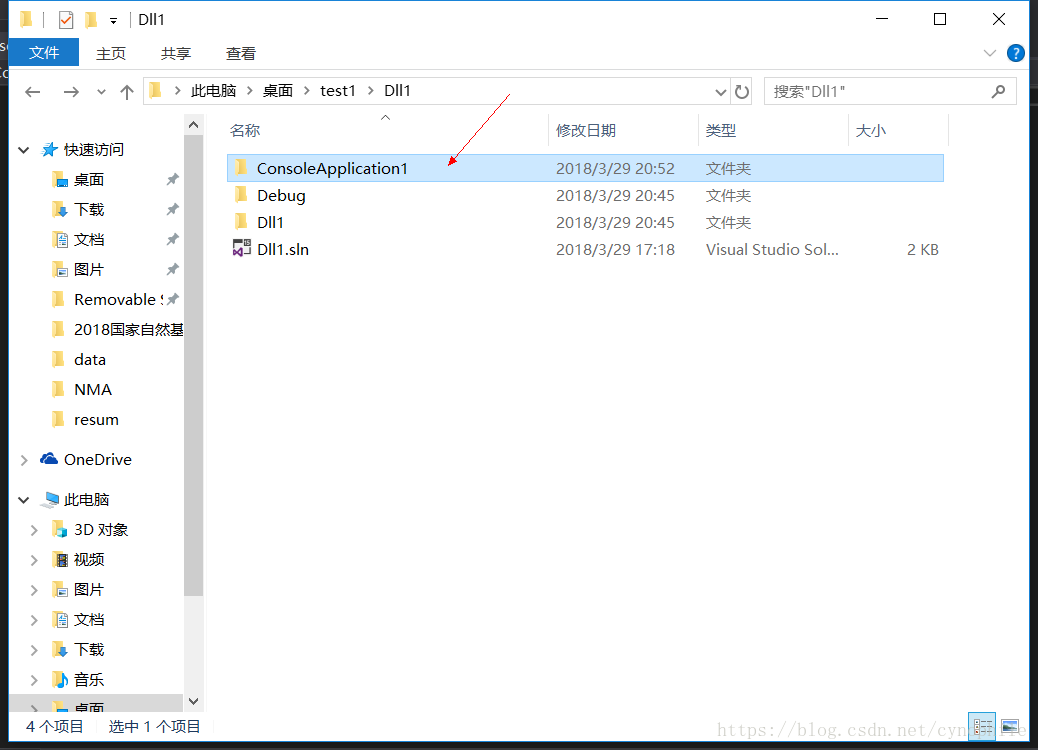 Dll1
文件 主页 共享 查看
此电脑 桌面 test1 Dll1 搜索"Dll1"
名称 修改日期 类型 大小
ConsoleApplication1 2018/3/29 20:52 文件夹
Debug 2018/3/29 20:45 文件夹
Dll1 2018/3/29 20:45 文件夹
Dll1.sln 2018/3/29 17:18 Visual Studio Sol... 2 KB
快速访问
桌面
下载
文档
图片
Removable
2018国家自然基
data
NMA
resum
OneDrive
此电脑
3D 对象
视频
图片
文档
下载
音乐
桌面
4 个项目 选中 1 个项目